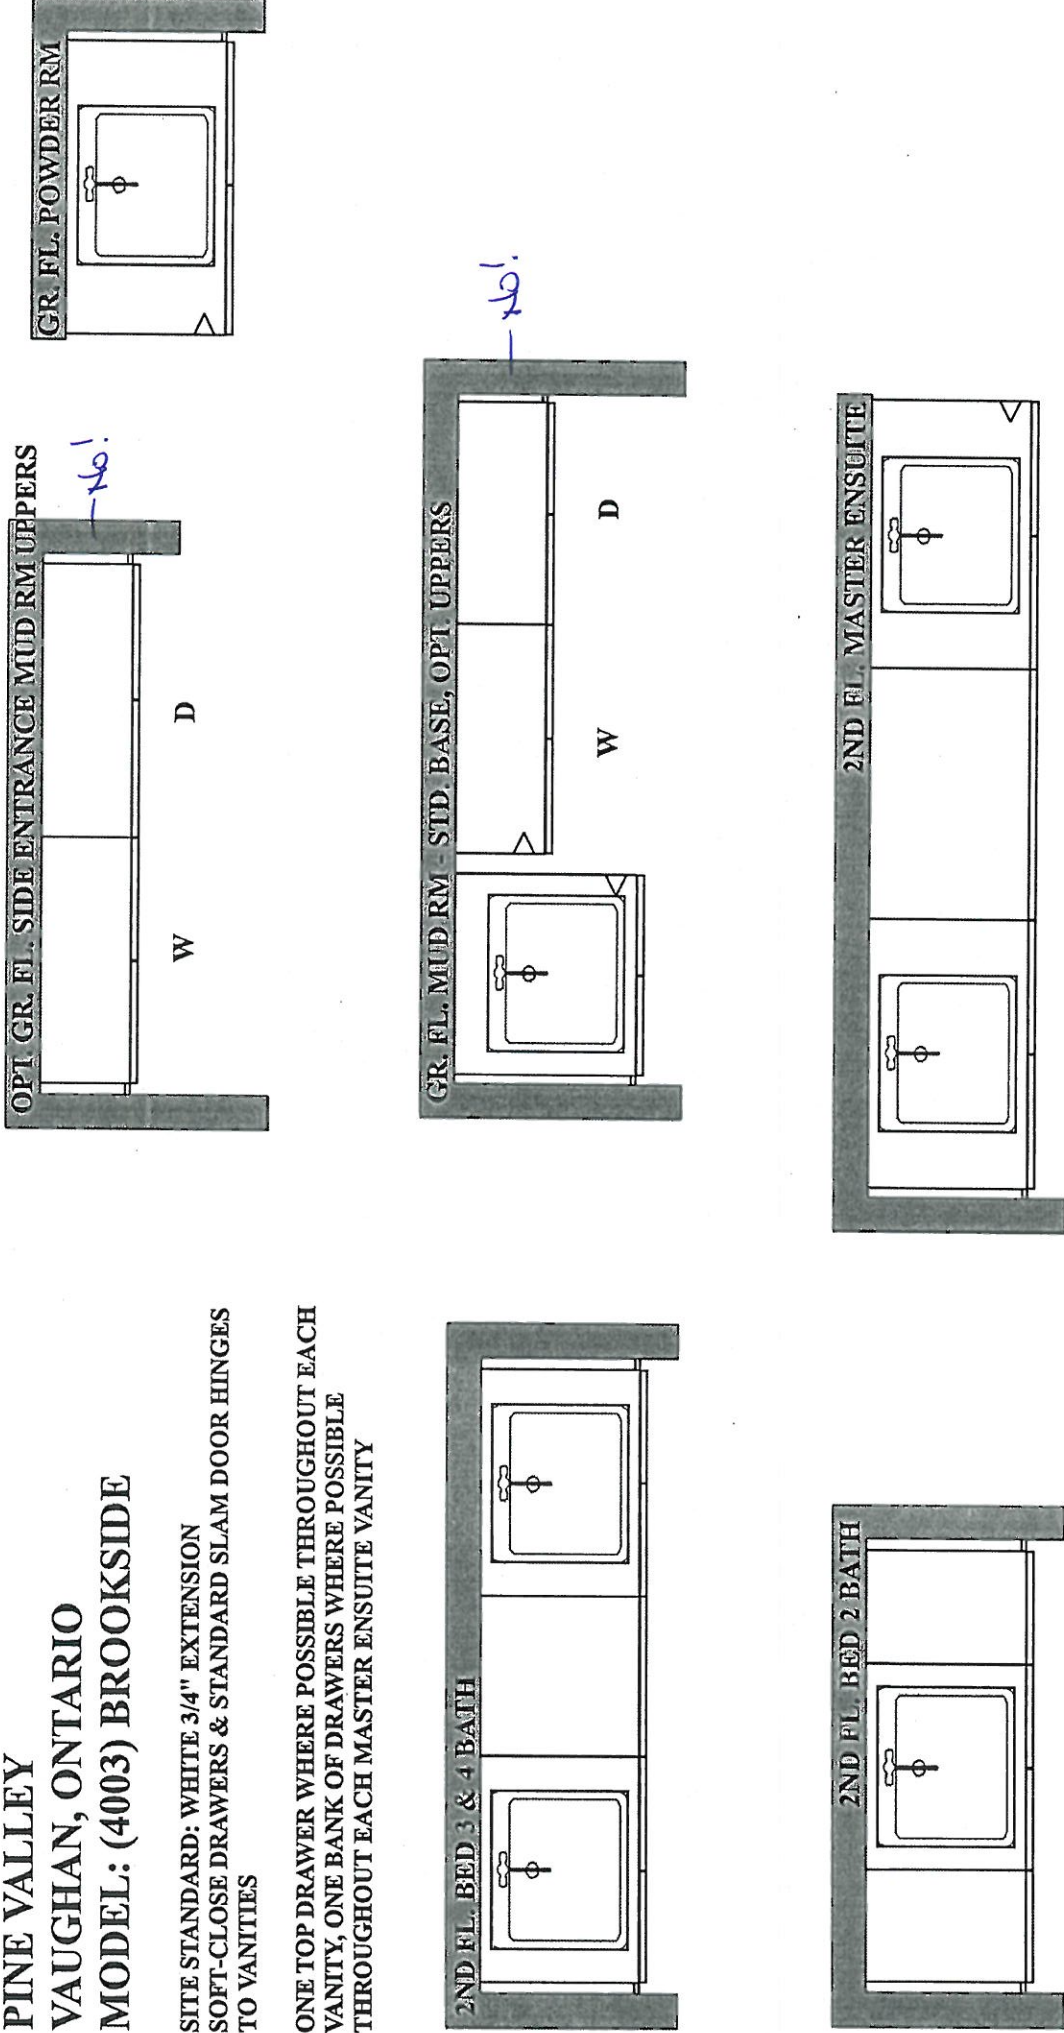 PINE VALLEY
VAUGHAN, ONTARIO
MODEL: (4003) BROOKSIDE
SITE STANDARD: WHITE 3/4" EXTENSION
SOFT-CLOSE DRAWERS & STANDARD SLAM DOOR HINGES
TO VANITIES
ONE TOP DRAWER WHERE POSSIBLE THROUGHOUT EACH
VANITY, ONE BANK OF DRAWERS WHERE POSSIBLE
THROUGHOUT EACH MASTER ENSUITE VANITY
OPT. GR. FL. SIDE ENTRANCE MUD RM UPPERS
W D
GR. FL. POWDER RM
GR. FL. MUD RM - STD. BASE, OPT. UPPERS
W D
2ND FL. BED 3 & 4 BATH
2ND FL. BED 2 BATH
2ND FL. MASTER ENSUITE